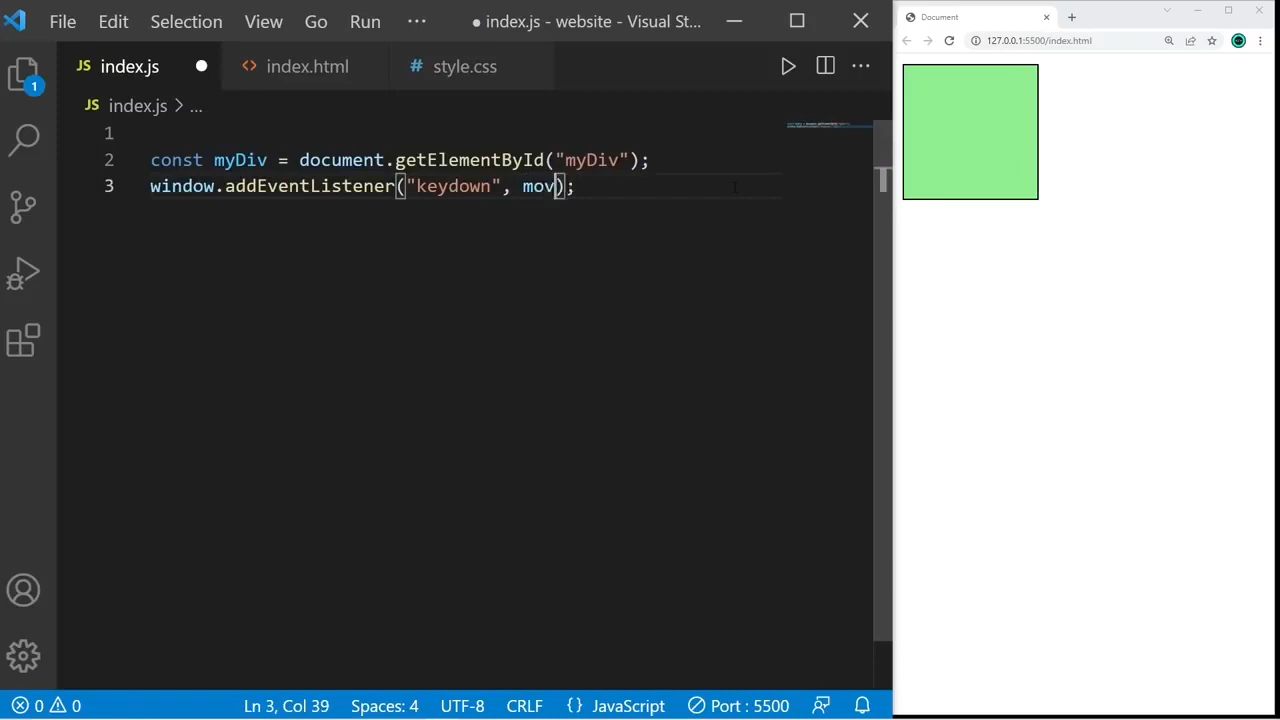 File Edit Selection View Go Run ··· ● index.js - website - Visual St...
JS index.js ● <> index.html # style.css ···
JS index.js > ...
1
2 const myDiv = document.getElementById("myDiv");
3 window.addEventListener("keydown", mov);
1
0 0 Ln 3, Col 39 Spaces: 4 UTF-8 CRLF {} JavaScript Port : 5500
Document
127.0.0.1:5500/index.html
T